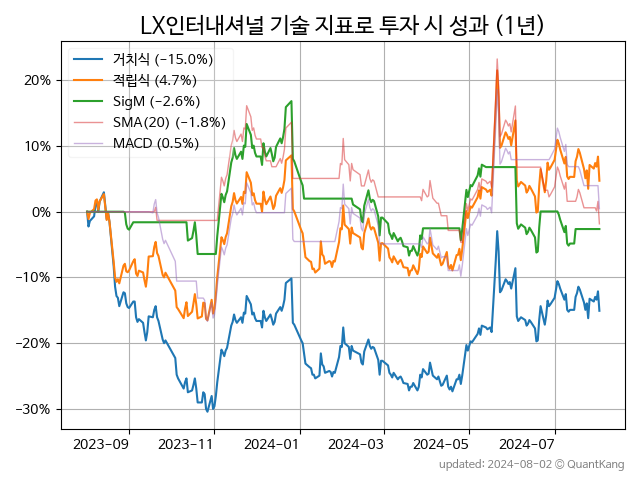 LX인터내셔널 기술 지표로 투자 시 성과 (1년)
거치식 (−15.0%)
적립식 (4.7%)
SigM (−2.6%)
SMA(20) (−1.8%)
MACD (0.5%)
20%
10%
0%
−10%
−20%
−30%
2023-09 2023-11 2024-01 2024-03 2024-05 2024-07
updated: 2024-08-02 © QuantKang